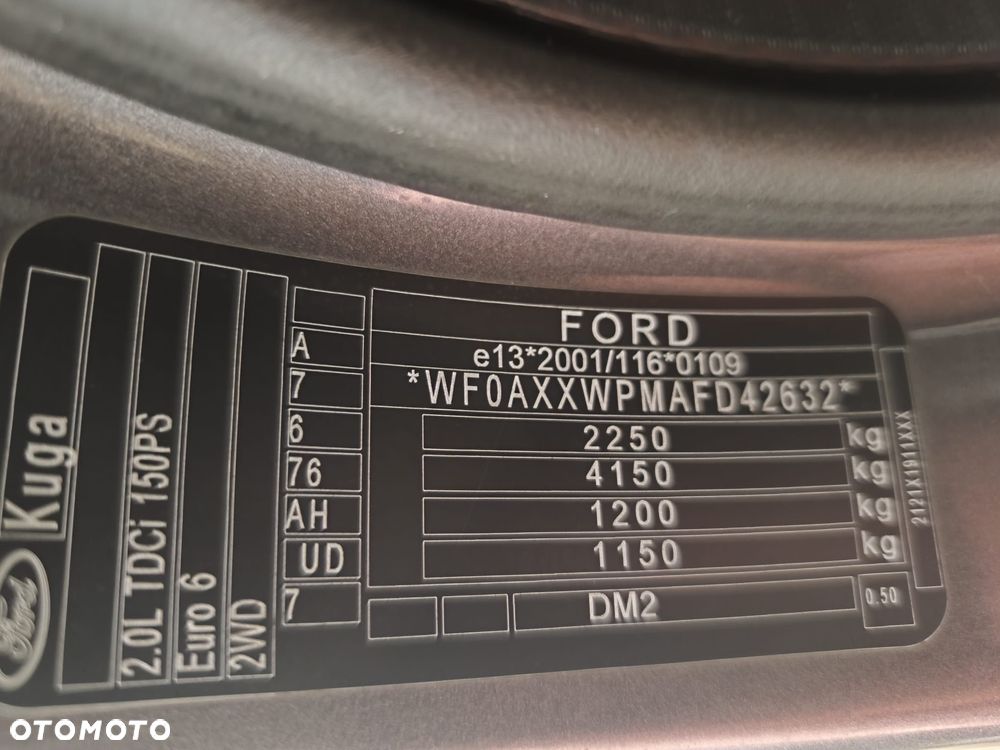 Ford
Kuga
2.0L TDCi 150PS
Euro 6
2WD
A
7
6
76
AH
UD
7
FORD
e13*2001/116*0109
*WF0AXXWPMAFD42632*
2250 kg
4150 kg
1200 kg
1150 kg
DM2
0.50
2121X191XXX
OTOMOTO